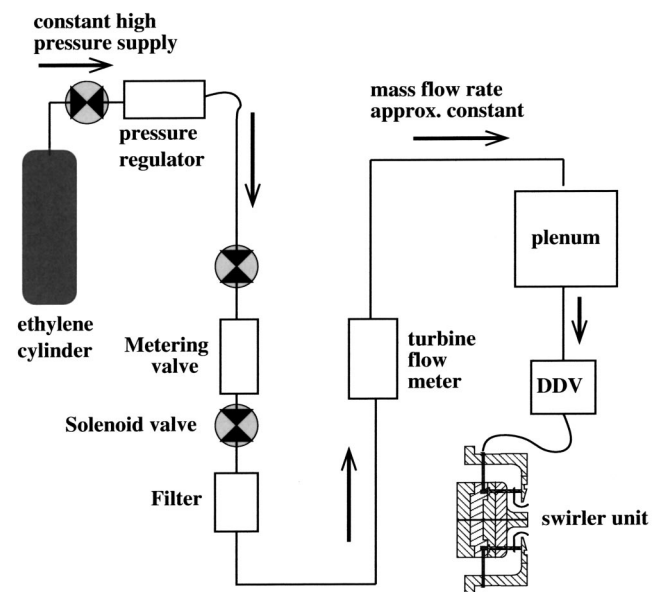 constant high
pressure supply
pressure
regulator
ethylene
cylinder
Metering
valve
Solenoid valve
Filter
turbine
flow
meter
mass flow rate
approx. constant
plenum
DDV
swirler unit